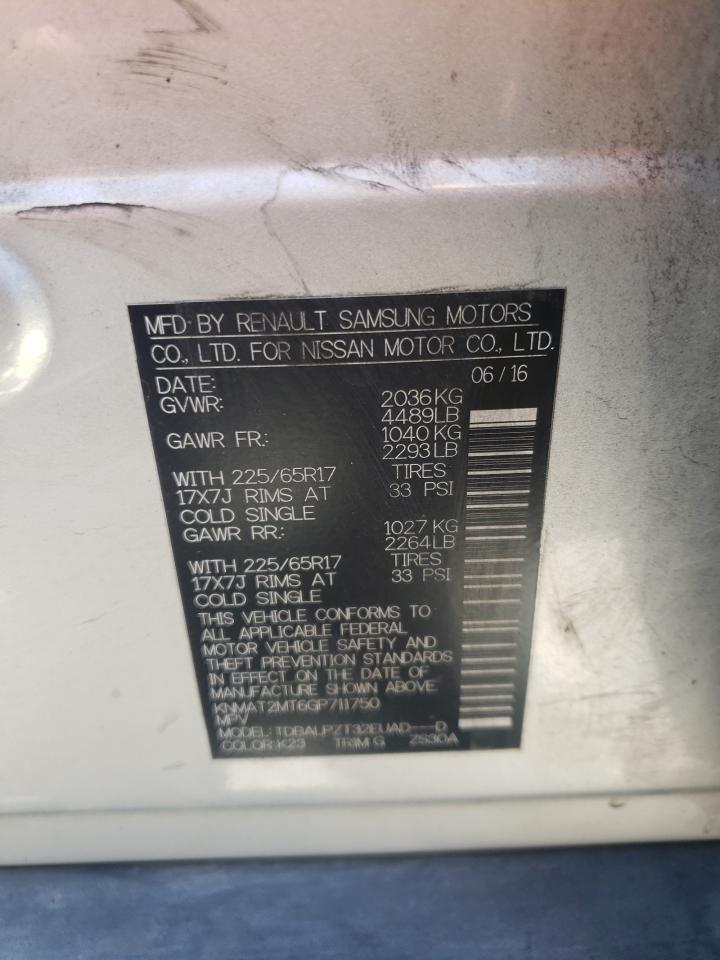 MFD BY RENAULT SAMSUNG MOTORS
CO., LTD. FOR NISSAN MOTOR CO., LTD.
DATE: 06 / 16
GVWR: 2036 KG
4489 LB
GAWR FR.: 1040 KG
2293 LB
WITH 225/65R17 TIRES
17X7J RIMS AT 33 PSI
COLD SINGLE
GAWR RR.: 1027 KG
2264 LB
WITH 225/65R17 TIRES
17X7J RIMS AT 33 PSI
COLD SINGLE
THIS VEHICLE CONFORMS TO
ALL APPLICABLE FEDERAL
MOTOR VEHICLE SAFETY AND
THEFT PREVENTION STANDARDS
IN EFFECT ON THE DATE OF
MANUFACTURE SHOWN ABOVE.
KNMAT2MT6GP711750
MPV
MODEL: TDBALPZT32EUAD---D
COLOR: K23 TRIM: G ZS30A